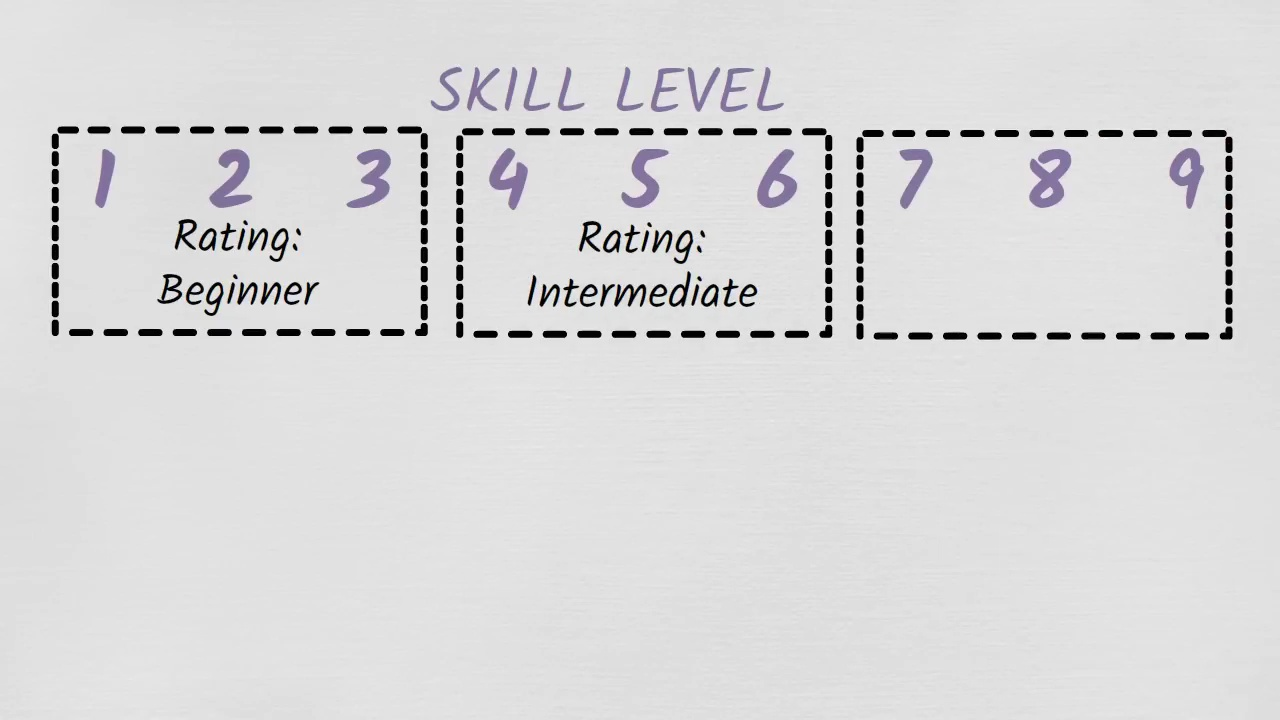 SKILL LEVEL
1 2 3
Rating:
Beginner
4 5 6
Rating:
Intermediate
7 8 9